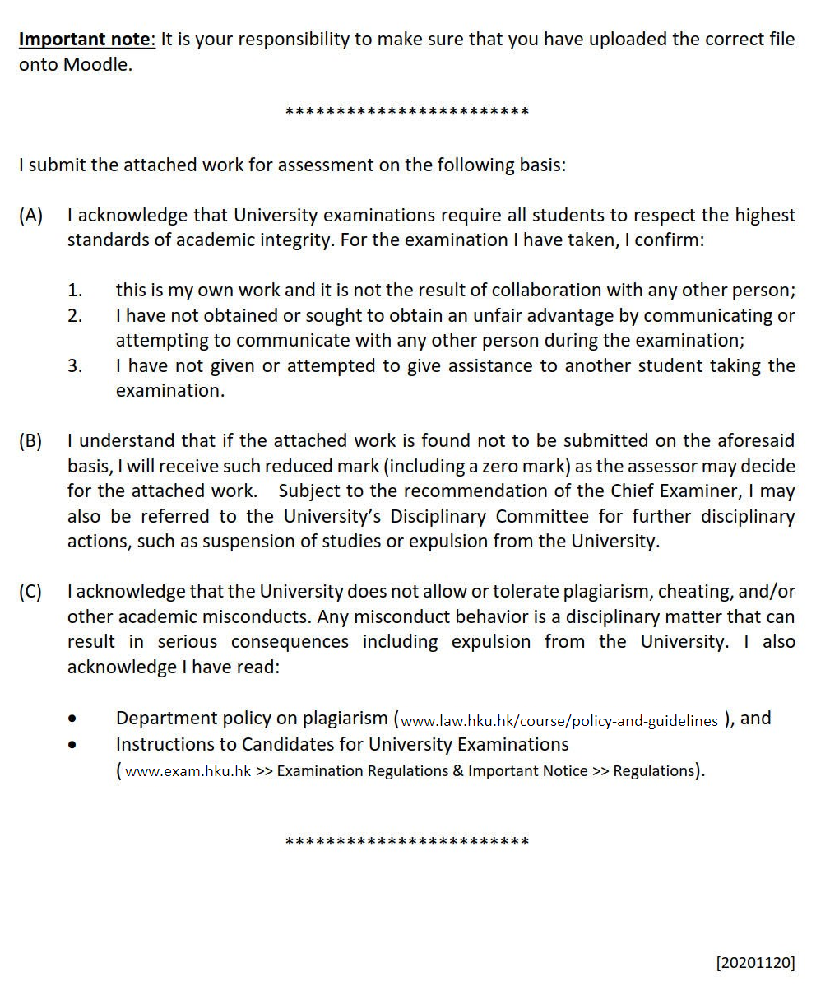 Important note: It is your responsibility to make sure that you have uploaded the correct file
onto Moodle.
************************
I submit the attached work for assessment on the following basis:
(A) I acknowledge that University examinations require all students to respect the highest
standards of academic integrity. For the examination I have taken, I confirm:
1. this is my own work and it is not the result of collaboration with any other person;
2. I have not obtained or sought to obtain an unfair advantage by communicating or
attempting to communicate with any other person during the examination;
3. I have not given or attempted to give assistance to another student taking the
examination.
(B) I understand that if the attached work is found not to be submitted on the aforesaid
basis, I will receive such reduced mark (including a zero mark) as the assessor may decide
for the attached work. Subject to the recommendation of the Chief Examiner, I may
also be referred to the University’s Disciplinary Committee for further disciplinary
actions, such as suspension of studies or expulsion from the University.
(C) I acknowledge that the University does not allow or tolerate plagiarism, cheating, and/or
other academic misconducts. Any misconduct behavior is a disciplinary matter that can
result in serious consequences including expulsion from the University. I also
acknowledge I have read:
• Department policy on plagiarism (www.law.hku.hk/course/policy-and-guidelines ), and
• Instructions to Candidates for University Examinations
( www.exam.hku.hk >> Examination Regulations & Important Notice >> Regulations).
************************
[20201120]